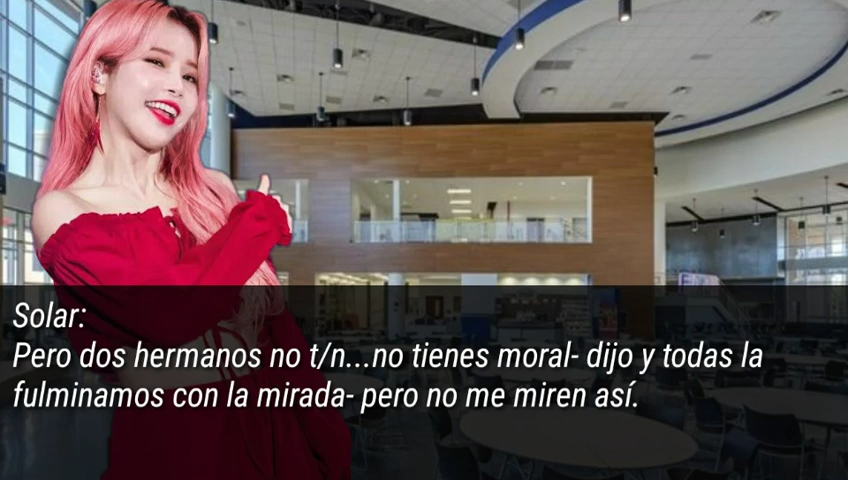 Solar:
Pero dos hermanos no t/n...no tienes moral- dijo y todas la
fulminamos con la mirada- pero no me miren así.